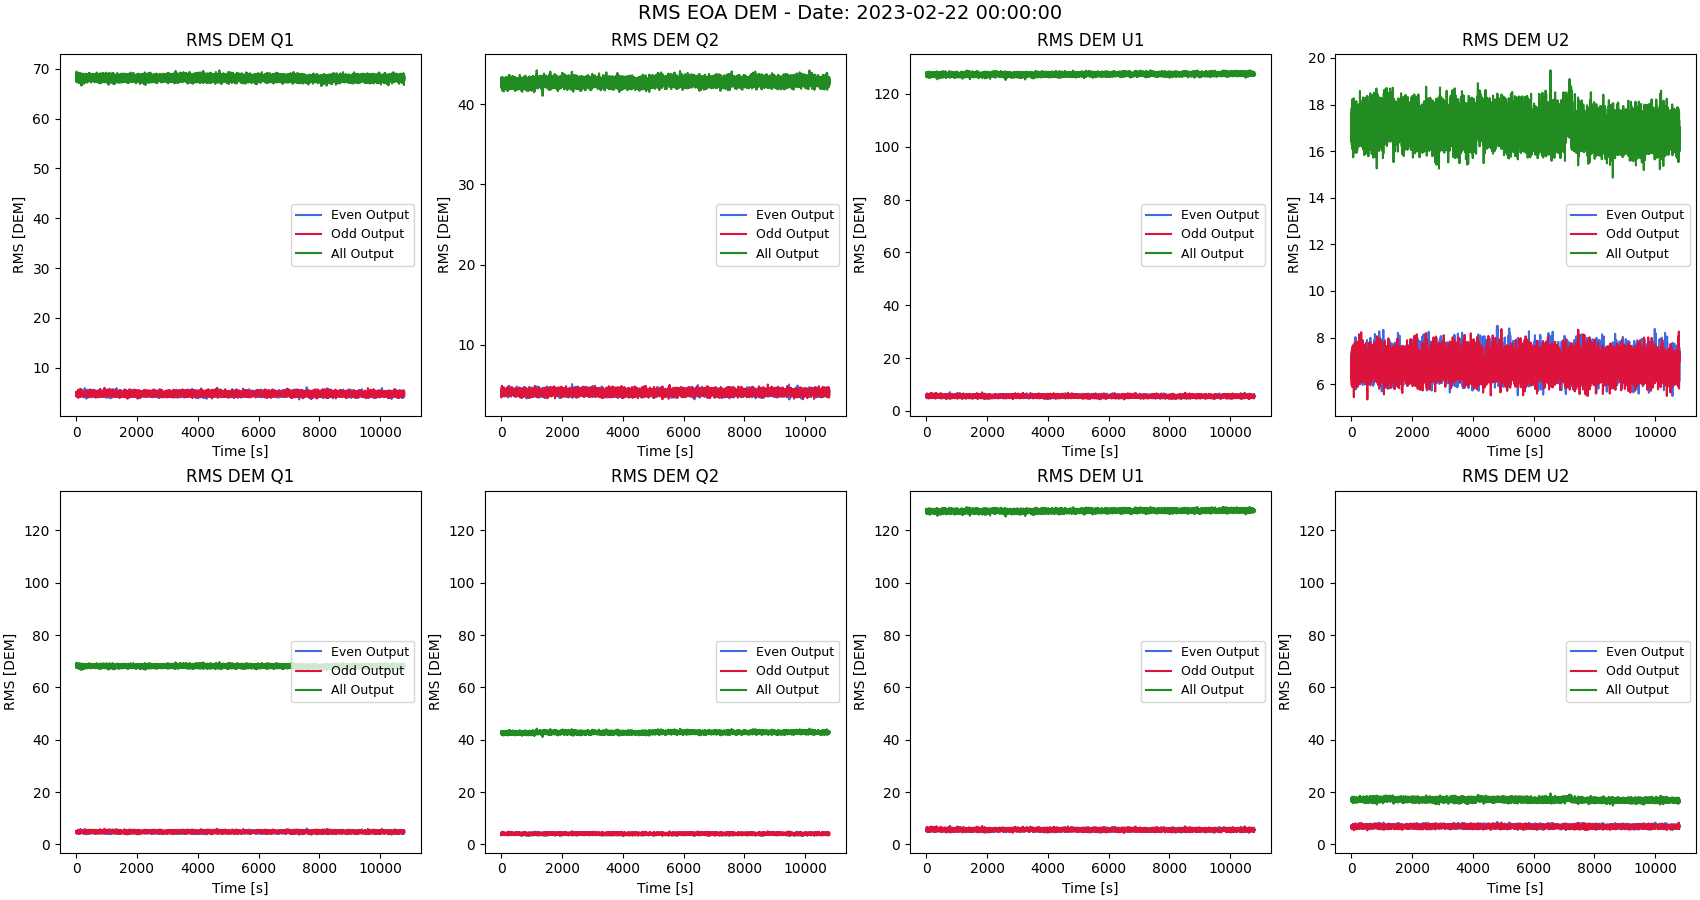 RMS EOA DEM - Date: 2023-02-22 00:00:00
RMS DEM Q1
70
60
50
40
30
20
10
RMS [DEM]
Even Output
Odd Output
All Output
0 2000 4000 6000 8000 10000
Time [s]
RMS DEM Q2
40
30
20
10
RMS [DEM]
Even Output
Odd Output
All Output
0 2000 4000 6000 8000 10000
Time [s]
RMS DEM U1
120
100
80
60
40
20
0
RMS [DEM]
Even Output
Odd Output
All Output
0 2000 4000 6000 8000 10000
Time [s]
RMS DEM U2
20
18
16
14
12
10
8
6
RMS [DEM]
Even Output
Odd Output
All Output
0 2000 4000 6000 8000 10000
Time [s]
RMS DEM Q1
120
100
80
60
40
20
0
RMS [DEM]
Even Output
Odd Output
All Output
0 2000 4000 6000 8000 10000
Time [s]
RMS DEM Q2
120
100
80
60
40
20
0
RMS [DEM]
Even Output
Odd Output
All Output
0 2000 4000 6000 8000 10000
Time [s]
RMS DEM U1
120
100
80
60
40
20
0
RMS [DEM]
Even Output
Odd Output
All Output
0 2000 4000 6000 8000 10000
Time [s]
RMS DEM U2
120
100
80
60
40
20
0
RMS [DEM]
Even Output
Odd Output
All Output
0 2000 4000 6000 8000 10000
Time [s]